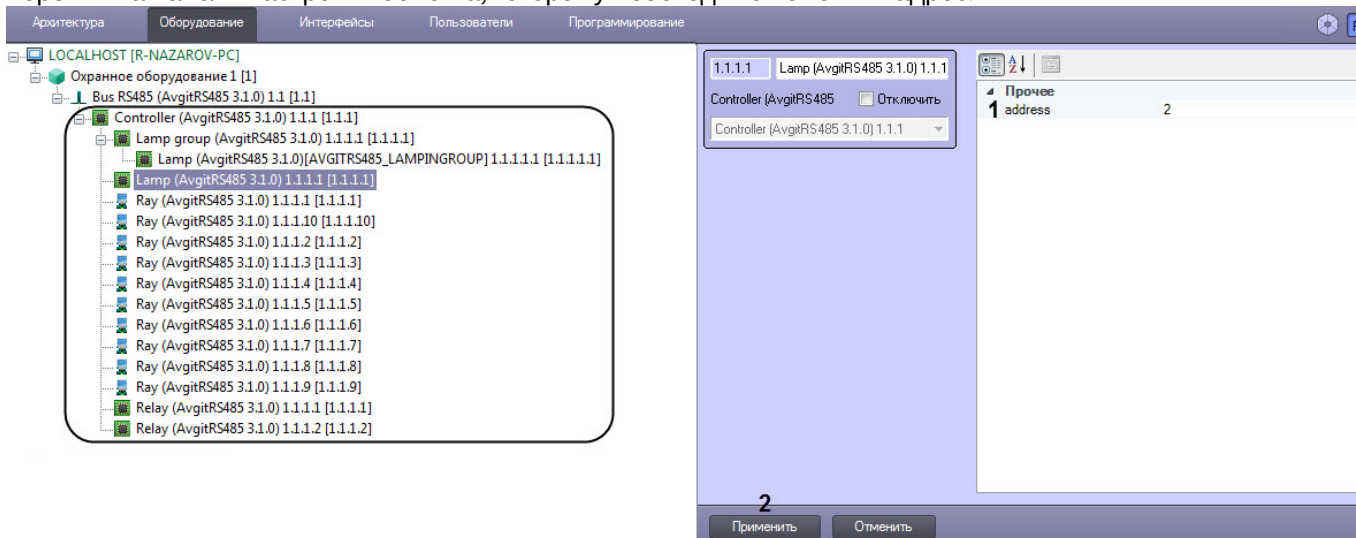 Архитектура Оборудование Интерфейсы Пользователи Программирование
LOCALHOST [R-NAZAROV-PC]
Охранное оборудование 1 [1]
Bus RS485 (AvgitRS485 3.1.0) 1.1 [1.1]
Controller (AvgitRS485 3.1.0) 1.1.1 [1.1.1]
Lamp group (AvgitRS485 3.1.0) 1.1.1.1 [1.1.1.1]
Lamp (AvgitRS485 3.1.0)[AVGITRS485_LAMPINGROUP] 1.1.1.1.1 [1.1.1.1.1]
Lamp (AvgitRS485 3.1.0) 1.1.1.1 [1.1.1.1]
Ray (AvgitRS485 3.1.0) 1.1.1.1 [1.1.1.1]
Ray (AvgitRS485 3.1.0) 1.1.1.10 [1.1.1.10]
Ray (AvgitRS485 3.1.0) 1.1.1.2 [1.1.1.2]
Ray (AvgitRS485 3.1.0) 1.1.1.3 [1.1.1.3]
Ray (AvgitRS485 3.1.0) 1.1.1.4 [1.1.1.4]
Ray (AvgitRS485 3.1.0) 1.1.1.5 [1.1.1.5]
Ray (AvgitRS485 3.1.0) 1.1.1.6 [1.1.1.6]
Ray (AvgitRS485 3.1.0) 1.1.1.7 [1.1.1.7]
Ray (AvgitRS485 3.1.0) 1.1.1.8 [1.1.1.8]
Ray (AvgitRS485 3.1.0) 1.1.1.9 [1.1.1.9]
Relay (AvgitRS485 3.1.0) 1.1.1.1 [1.1.1.1]
Relay (AvgitRS485 3.1.0) 1.1.1.2 [1.1.1.2]
1.1.1.1 Lamp (AvgitRS485 3.1.0) 1.1.1
Controller (AvgitRS485 Отключить
Controller (AvgitRS485 3.1.0) 1.1.1
Прочее
1 address 2
2
Применить Отменить